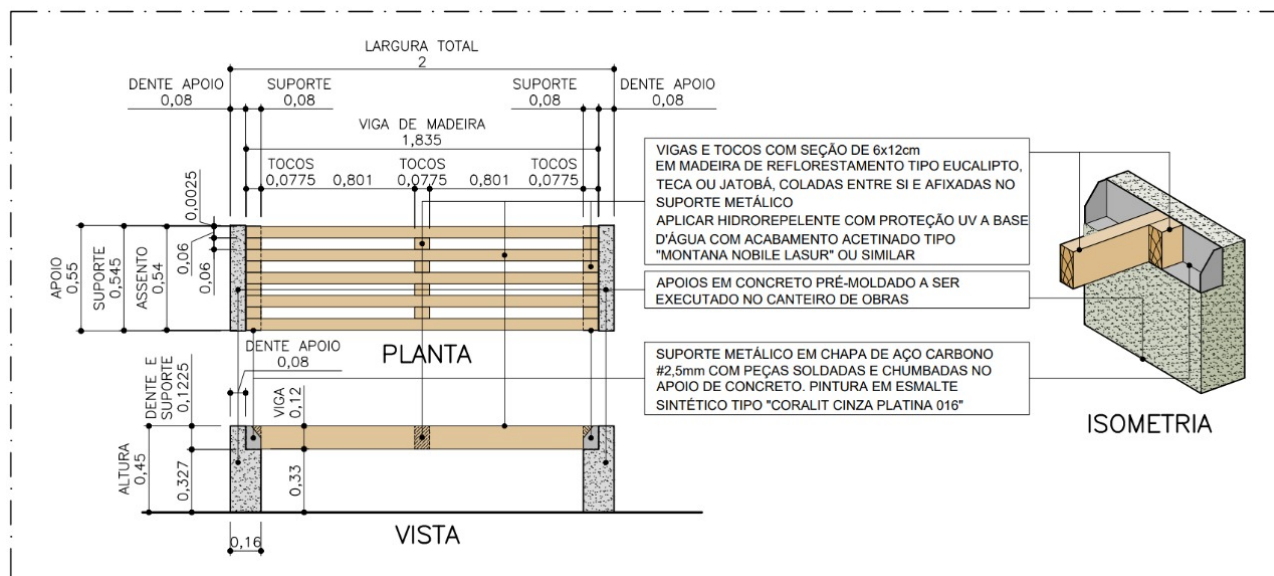 LARGURA TOTAL
2
DENTE APOIO
0,08
SUPORTE
0,08
SUPORTE
0,08
DENTE APOIO
0,08
VIGA DE MADEIRA
1,835
TOCOS
0,0775
0,801
TOCOS
0,0775
0,801
TOCOS
0,0775
0,0025
0,06
0,06
APOIO
0,55
SUPORTE
0,545
ASSENTO
0,54
PLANTA
DENTE APOIO
0,08
DENTE E
SUPORTE
0,1225
VIGA
0,12
ALTURA
0,45
0,327
0,33
0,16
VISTA
VIGAS E TOCOS COM SEÇÃO DE 6x12cm
EM MADEIRA DE REFLORESTAMENTO TIPO EUCALIPTO,
TECA OU JATOBÁ, COLADAS ENTRE SI E AFIXADAS NO
SUPORTE METÁLICO
APLICAR HIDROREPELENTE COM PROTEÇÃO UV A BASE
D'ÁGUA COM ACABAMENTO ACETINADO TIPO
"MONTANA NOBILE LASUR" OU SIMILAR
APOIOS EM CONCRETO PRÉ-MOLDADO A SER
EXECUTADO NO CANTEIRO DE OBRAS
SUPORTE METÁLICO EM CHAPA DE AÇO CARBONO
#2,5mm COM PEÇAS SOLDADAS E CHUMBADAS NO
APOIO DE CONCRETO. PINTURA EM ESMALTE
SINTÉTICO TIPO "CORALIT CINZA PLATINA 016"
ISOMETRIA